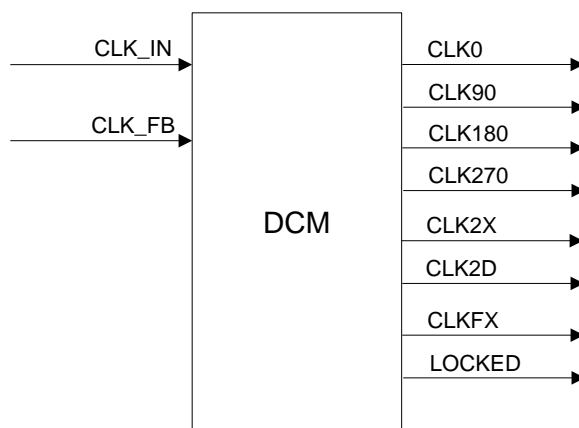 CLK_IN
CLK_FB
DCM
CLK0
CLK90
CLK180
CLK270
CLK2X
CLK2D
CLKFX
LOCKED